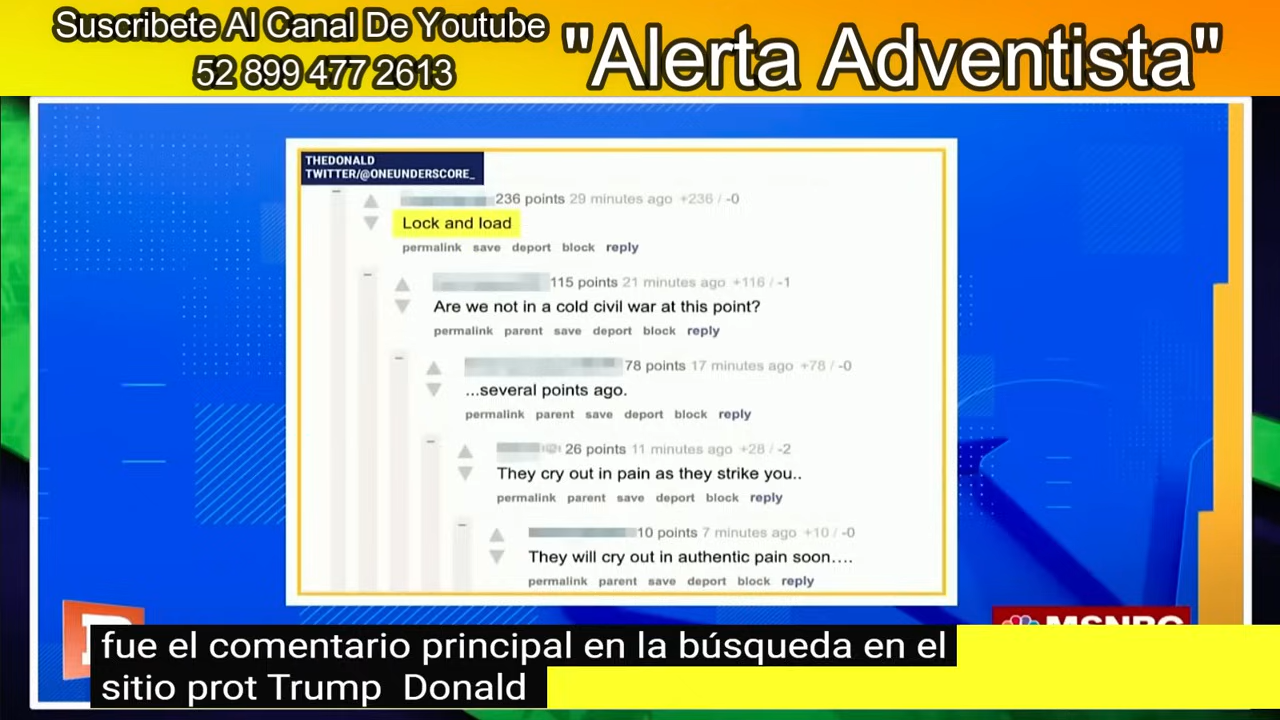 Suscribete Al Canal De Youtube
52 899 477 2613
"Alerta Adventista"
THEDONALD
TWITTER/@ONEUNDERSCORE_
236 points 29 minutes ago +236 / -0
Lock and load
permalink save deport block reply
115 points 21 minutes ago +116 / -1
Are we not in a cold civil war at this point?
permalink parent save deport block reply
78 points 17 minutes ago +78 / -0
...several points ago.
permalink parent save deport block reply
26 points 11 minutes ago +28 / -2
They cry out in pain as they strike you..
permalink parent save deport block reply
10 points 7 minutes ago +10 / -0
They will cry out in authentic pain soon....
permalink parent save deport block reply
MSNBC
fue el comentario principal en la búsqueda en el
sitio prot Trump Donald